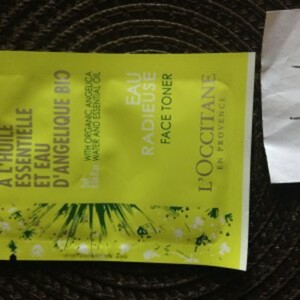 L'OCCITANE
EN PROVENCE
EAU
RADIEUSE
FACE TONER
WITH ORGANIC ANGELICA
WATER AND ESSENTIAL OIL
À L'HUILE
ESSENTIELLE
ET EAU
D'ANGELIQUE BIO